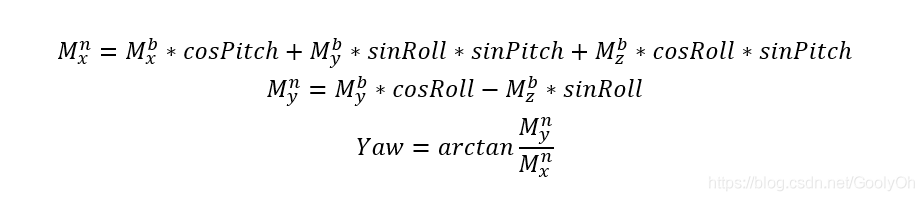 M_x^n = M_x^b * cosPitch + M_y^b * sinRoll * sinPitch + M_z^b * cosRoll * sinPitch
M_y^n = M_y^b * cosRoll − M_z^b * sinRoll
Yaw = arctan M_y^n / M_x^n
https://blog.csdn.net/GoolyOh